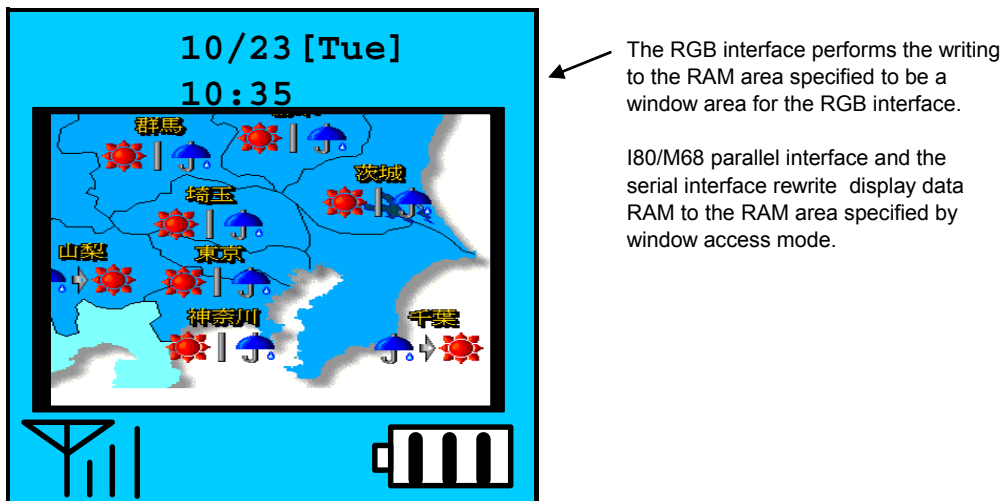 10/23[Tue]
10:35
群馬
茨城
埼玉
山梨
東京
神奈川
千葉
The RGB interface performs the writing
to the RAM area specified to be a
window area for the RGB interface.
I80/M68 parallel interface and the
serial interface rewrite display data
RAM to the RAM area specified by
window access mode.